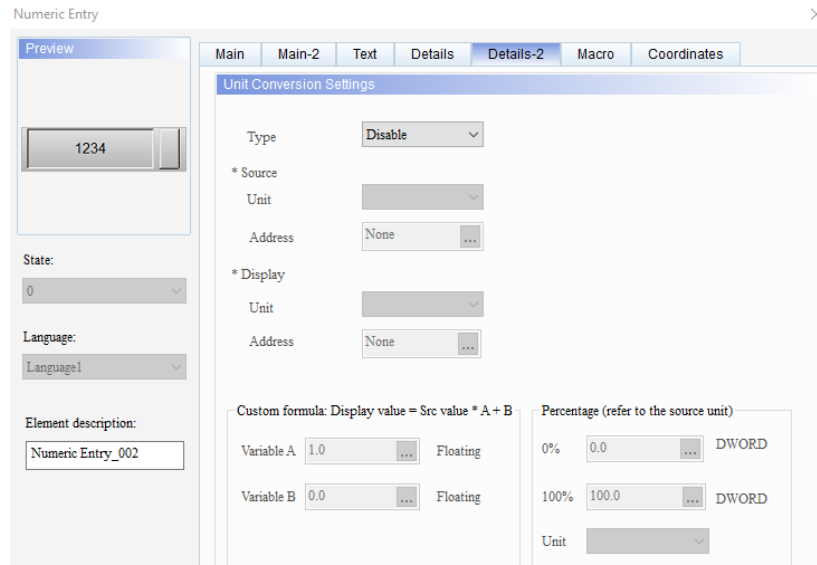 Numeric Entry
Preview
1234
State:
0
Language:
Language1
Element description:
Numeric Entry_002
Main Main-2 Text Details Details-2 Macro Coordinates
Unit Conversion Settings
Type Disable
* Source
Unit
Address None ...
* Display
Unit
Address None ...
Custom formula: Display value = Src value * A + B
Variable A 1.0 ... Floating
Variable B 0.0 ... Floating
Percentage (refer to the source unit)
0% 0.0 ... DWORD
100% 100.0 ... DWORD
Unit